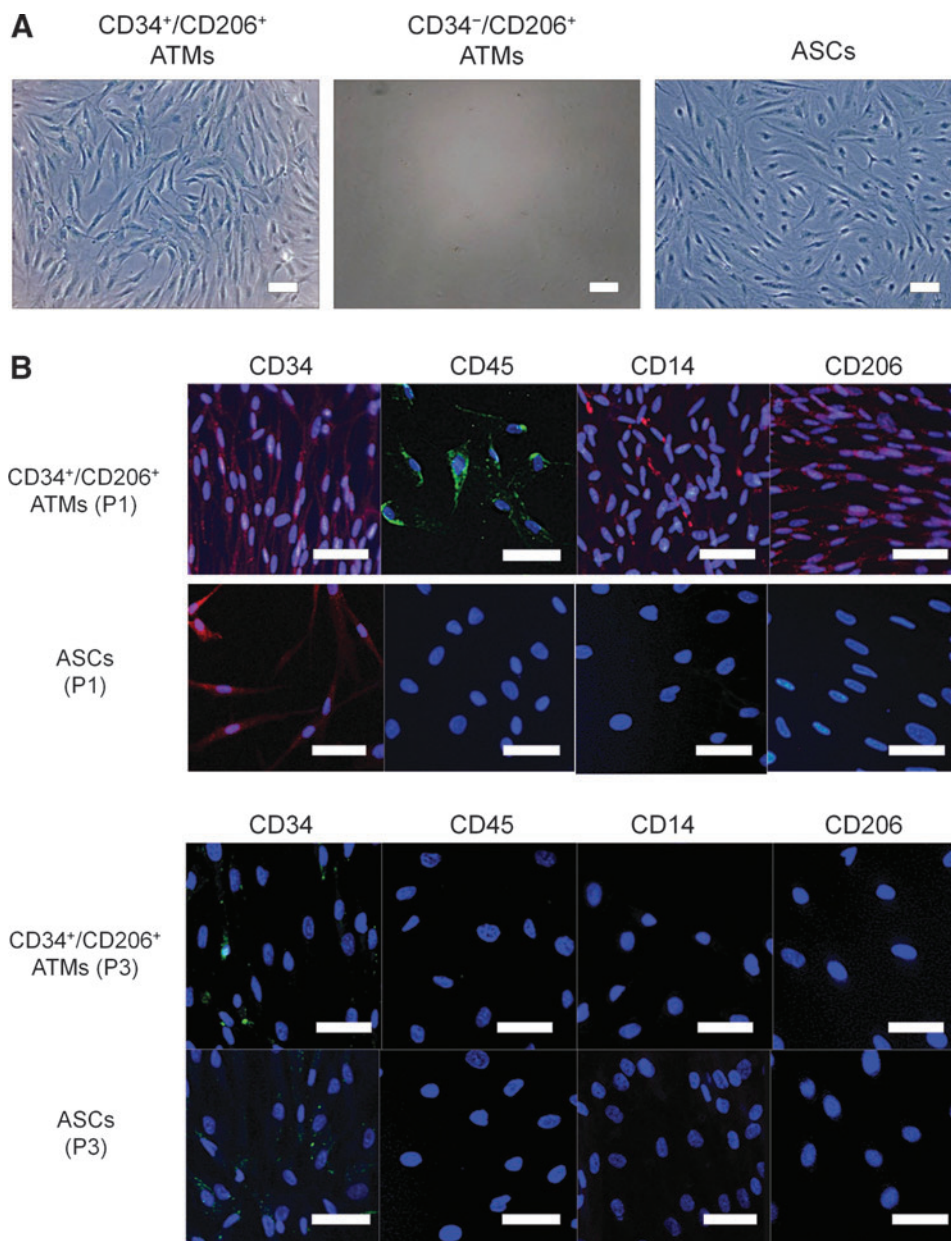 A
CD34⁺/CD206⁺
ATMs
CD34⁻/CD206⁺
ATMs
ASCs
B
CD34
CD45
CD14
CD206
CD34⁺/CD206⁺
ATMs (P1)
ASCs
(P1)
CD34
CD45
CD14
CD206
CD34⁺/CD206⁺
ATMs (P3)
ASCs
(P3)